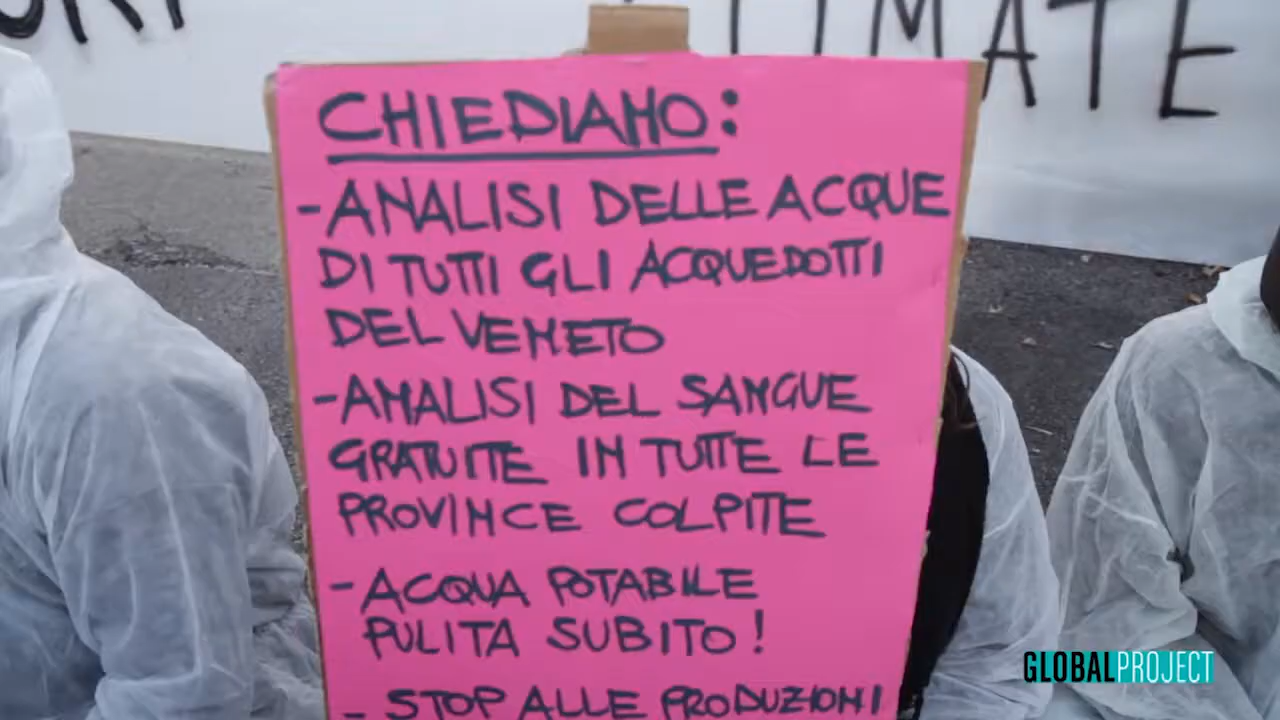 CLIMATE
CHIEDIAMO:
-ANALISI DELLE ACQUE
DI TUTTI GLI ACQUEDOTTI
DEL VENETO
-ANALISI DEL SANGUE
GRATUITE IN TUTTE LE
PROVINCE COLPITE
-ACQUA POTABILE
PULITA SUBITO!
- STOP ALLE PRODUZIONI
GLOBALPROJECT